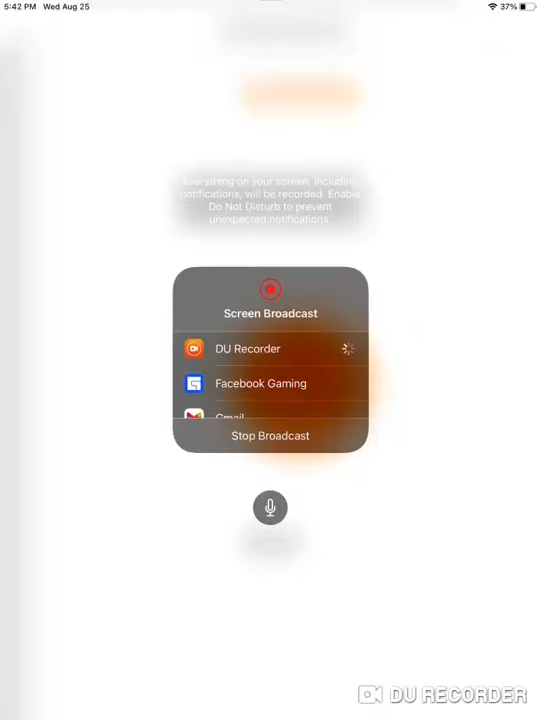 5:42 PM Wed Aug 25
37%
Everything on your screen, including
notifications, will be recorded. Enable
Do Not Disturb to prevent
unexpected notifications.
Screen Broadcast
DU Recorder
Facebook Gaming
Gmail
Stop Broadcast
DU RECORDER